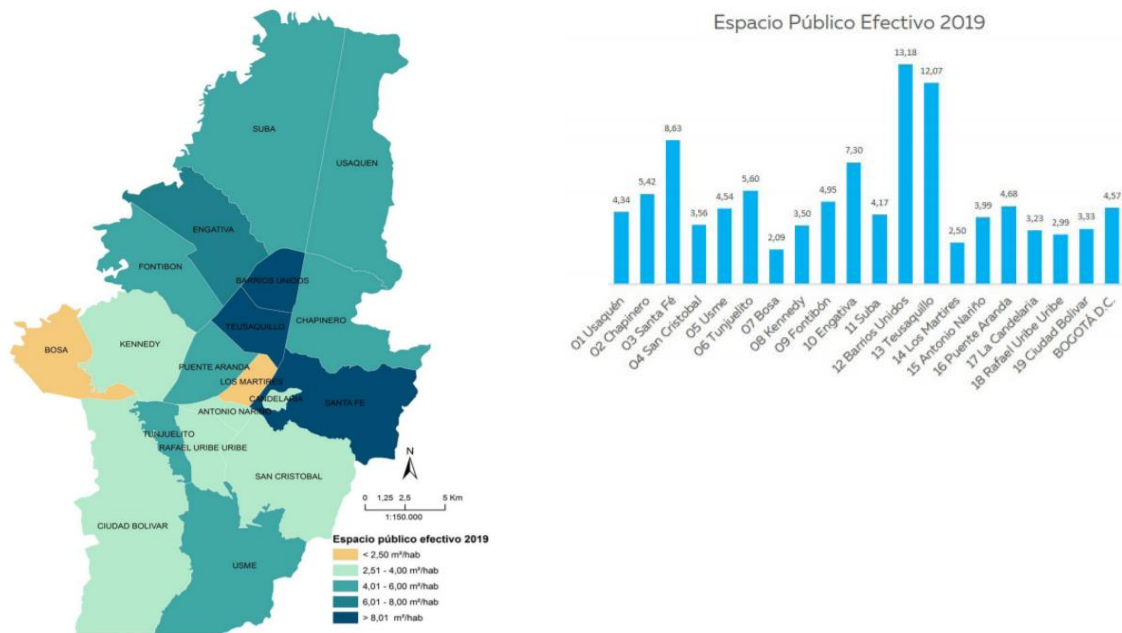 SUBA
USAQUEN
ENGATIVA
FONTIBON
BARRIOS UNIDOS
TEUSAQUILLO
CHAPINERO
BOSA
KENNEDY
PUENTE ARANDA
LOS MARTIRES
CANDELARIA
SANTA FE
ANTONIO NARIÑO
TUNJUELITO
RAFAEL URIBE URIBE
SAN CRISTOBAL
CIUDAD BOLIVAR
USME
N
0 1,25 2,5 5 Km
1:150.000
Espacio público efectivo 2019
< 2,50 m²/hab
2,51 - 4,00 m²/hab
4,01 - 6,00 m²/hab
6,01 - 8,00 m²/hab
> 8,01 m²/hab
Espacio Público Efectivo 2019
4,34
5,42
8,63
3,56
4,54
5,60
2,09
3,50
4,95
7,30
4,17
13,18
12,07
2,50
3,99
4,68
3,23
2,99
3,33
4,57
01 Usaquén
02 Chapinero
03 Santa Fé
04 San Cristobal
05 Usme
06 Tunjuelito
07 Bosa
08 Kennedy
09 Fontibón
10 Engativa
11 Suba
12 Barrios Unidos
13 Teusaquillo
14 Los Martires
15 Antonio Nariño
16 Puente Aranda
17 La Candelaría
18 Rafael Uribe Uribe
19 Ciudad Bolivar
BOGOTÁ D.C.